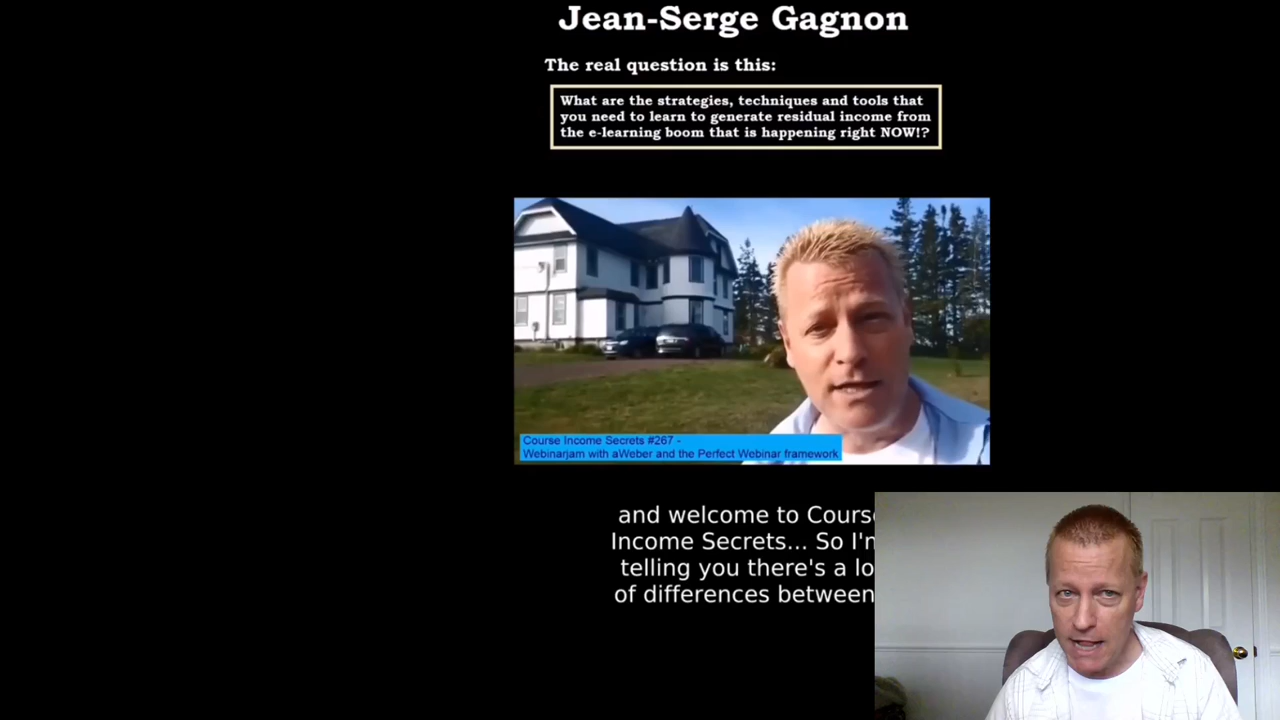 Jean-Serge Gagnon
The real question is this:
What are the strategies, techniques and tools that
you need to learn to generate residual income from
the e-learning boom that is happening right NOW!?
Course Income Secrets #267 -
Webinarjam with aWeber and the Perfect Webinar framework
and welcome to Course
Income Secrets... So I'm
telling you there's a lo
of differences between